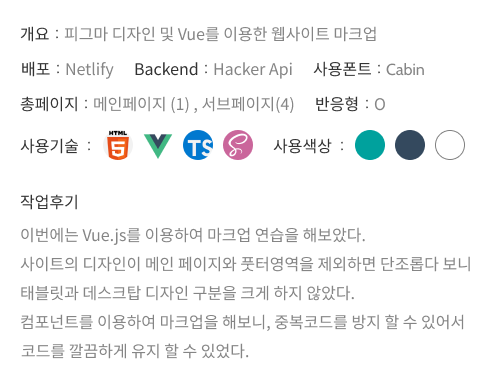 개요 : 피그마 디자인 및 Vue를 이용한 웹사이트 마크업
배포 : Netlify Backend : Hacker Api 사용폰트 : Cabin
총페이지 : 메인페이지 (1) , 서브페이지(4) 반응형 : O
사용기술 : HTML 5 TS S 사용색상 :
작업후기
이번에는 Vue.js를 이용하여 마크업 연습을 해보았다.
사이트의 디자인이 메인 페이지와 풋터영역을 제외하면 단조롭다 보니
태블릿과 데스크탑 디자인 구분을 크게 하지 않았다.
컴포넌트를 이용하여 마크업을 해보니, 중복코드를 방지 할 수 있어서
코드를 깔끔하게 유지 할 수 있었다.